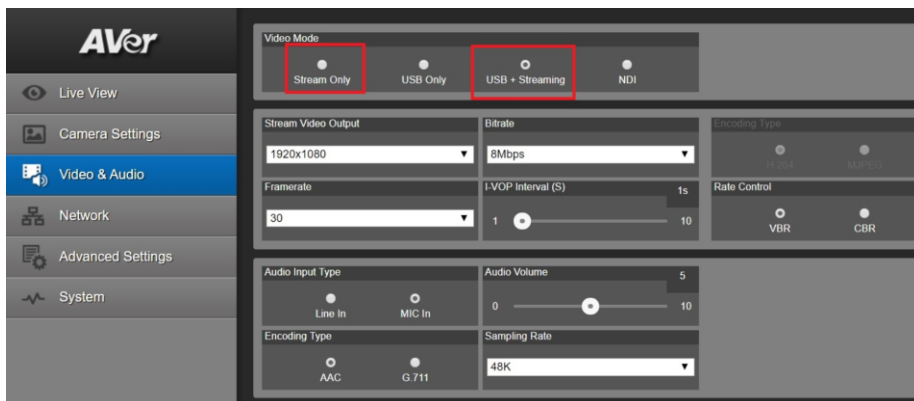 AVer
Live View
Camera Settings
Video & Audio
Network
Advanced Settings
System
Video Mode
Stream Only
USB Only
USB + Streaming
NDI
Stream Video Output
1920x1080
Bitrate
8Mbps
Encoding Type
H.264
MJPEG
Framerate
30
I-VOP Interval (S)
1s
1
10
Rate Control
VBR
CBR
Audio Input Type
Line In
MIC In
Audio Volume
5
0
10
Encoding Type
AAC
G.711
Sampling Rate
48K